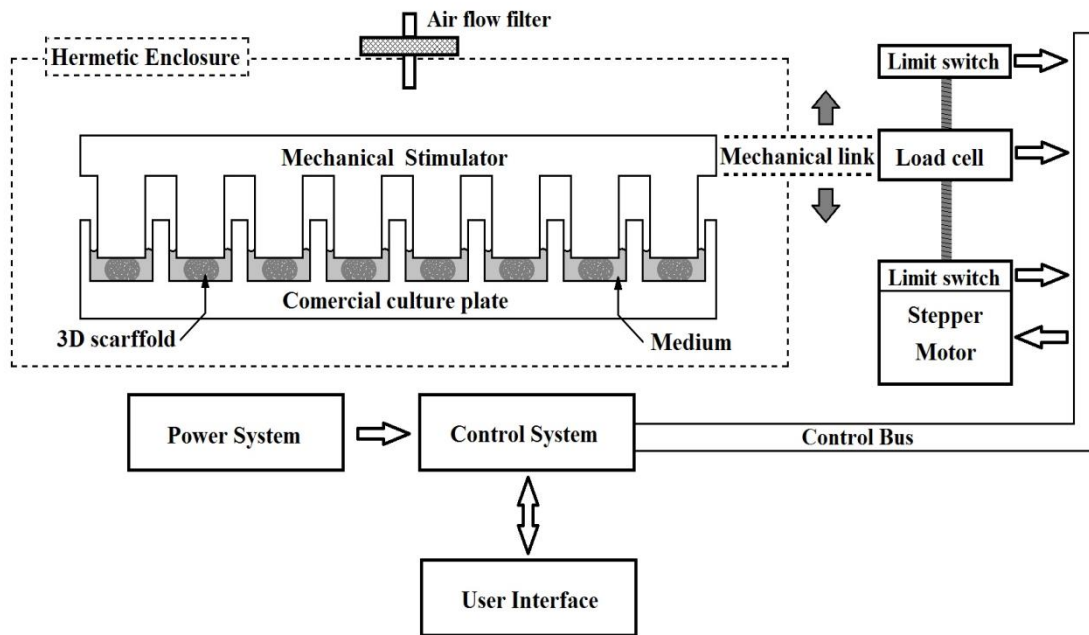 Air flow filter
Hermetic Enclosure
Limit switch
Mechanical Stimulator
Mechanical link
Load cell
Limit switch
Comercial culture plate
3D scarffold
Medium
Stepper
Motor
Power System
Control System
Control Bus
User Interface